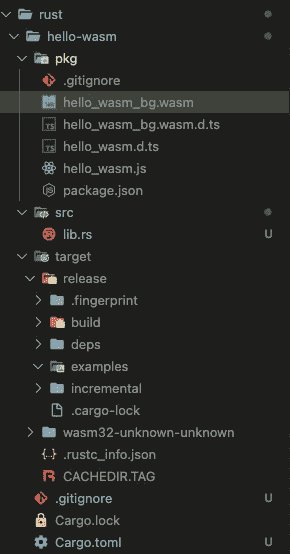 rust
hello-wasm
pkg
.gitignore
hello_wasm_bg.wasm
hello_wasm_bg.wasm.d.ts
hello_wasm.d.ts
hello_wasm.js
package.json
src
lib.rs U
target
release
.fingerprint
build
deps
examples
incremental
.cargo-lock
wasm32-unknown-unknown
.rustc_info.json
CACHEDIR.TAG
.gitignore U
Cargo.lock
Cargo.toml U